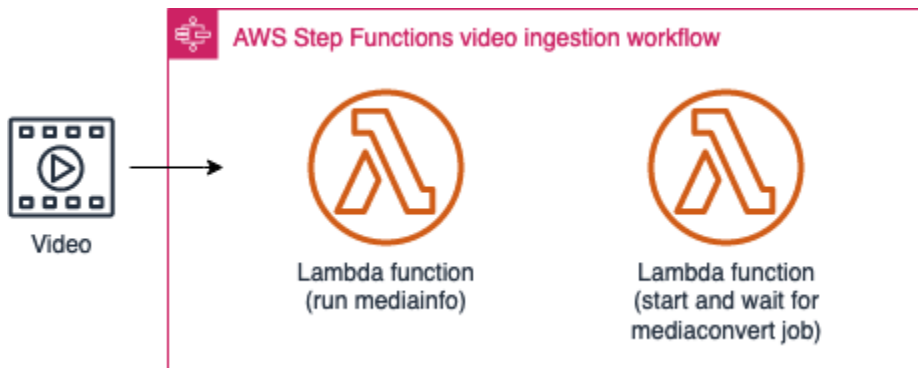 AWS Step Functions video ingestion workflow
Video
Lambda function
(run mediainfo)
Lambda function
(start and wait for
mediaconvert job)